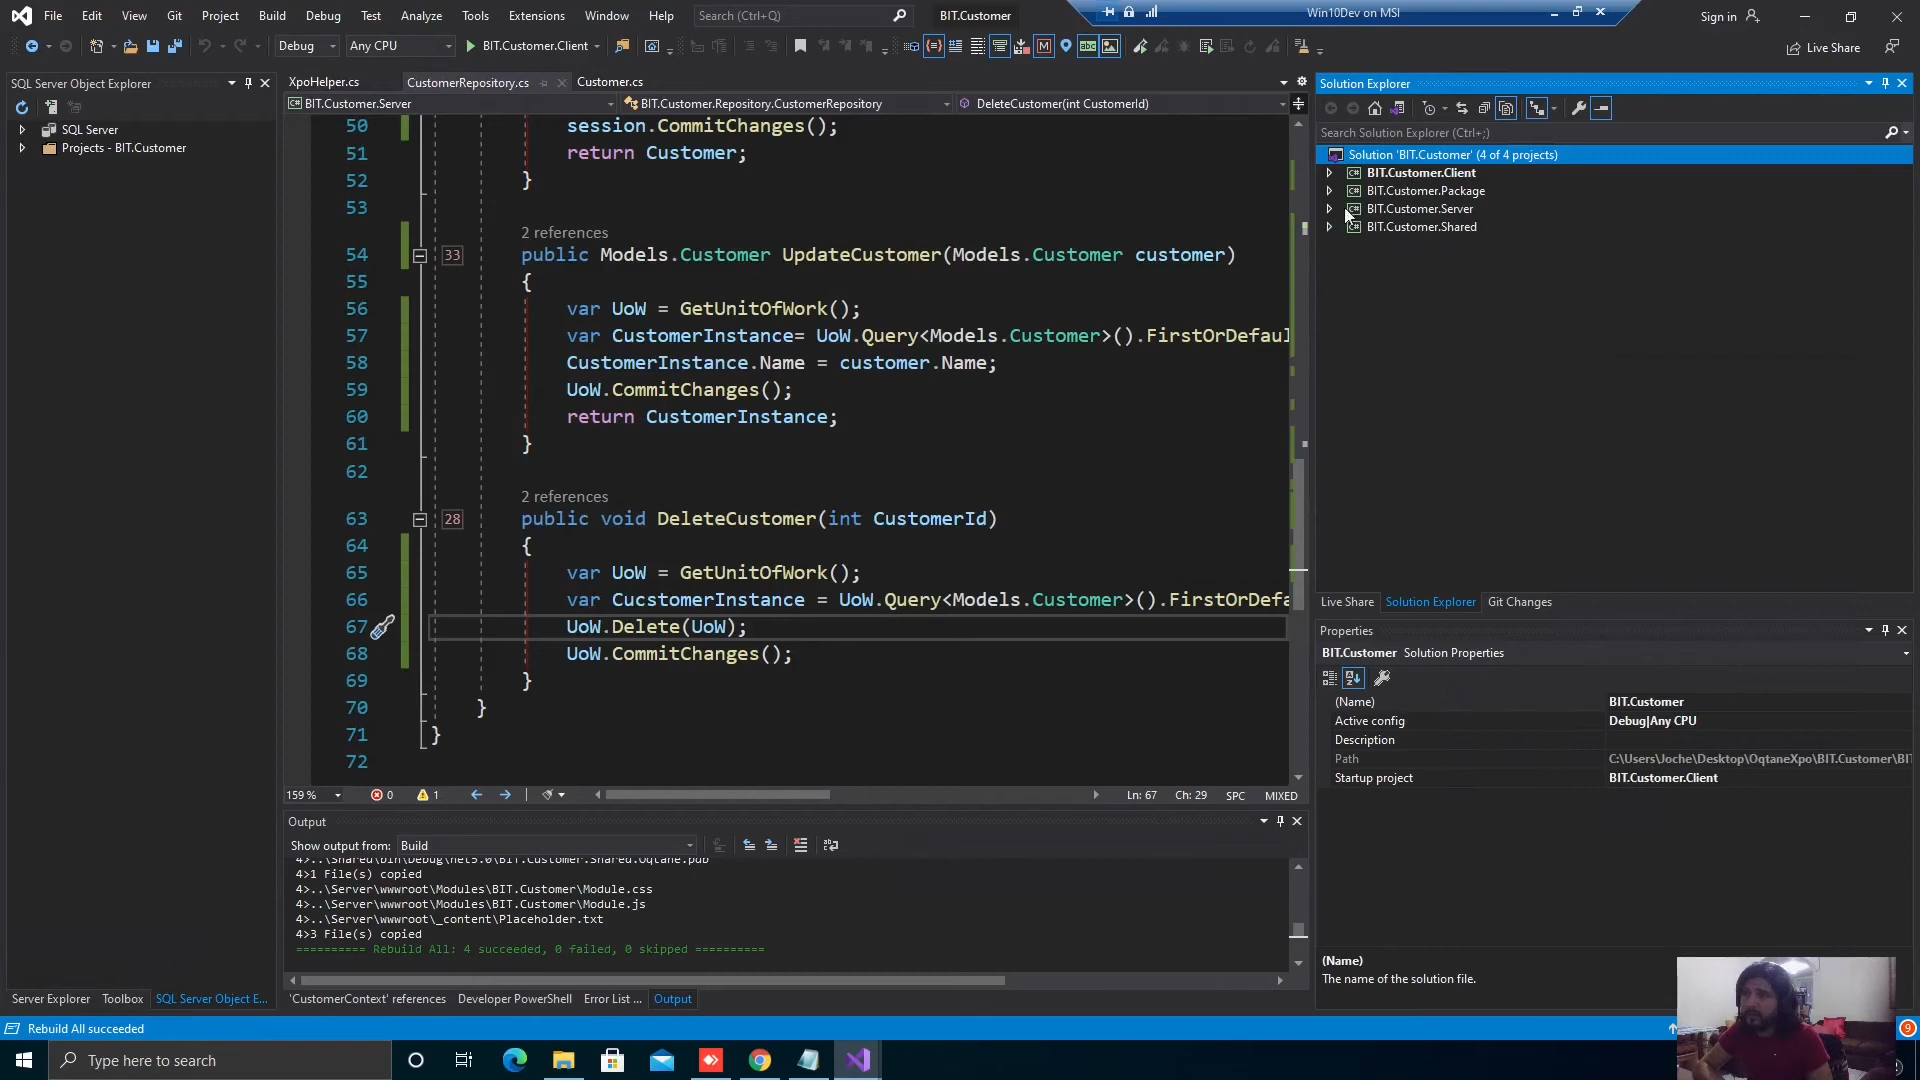 File Edit View Git Project Build Debug Test Analyze Tools Extensions Window Help Search (Ctrl+Q) BIT.Customer Win10Dev on MSI Sign in
Debug Any CPU BIT.Customer.Client Live Share
SQL Server Object Explorer
SQL Server
Projects - BIT.Customer
XpoHelper.cs CustomerRepository.cs Customer.cs
BIT.Customer.Server BIT.Customer.Repository.CustomerRepository DeleteCustomer(int CustomerId)
50 session.CommitChanges();
51 return Customer;
52 }
53
2 references
54 33 public Models.Customer UpdateCustomer(Models.Customer customer)
55 {
56 var UoW = GetUnitOfWork();
57 var CustomerInstance= UoW.Query<Models.Customer>().FirstOrDefaul
58 CustomerInstance.Name = customer.Name;
59 UoW.CommitChanges();
60 return CustomerInstance;
61 }
62
2 references
63 28 public void DeleteCustomer(int CustomerId)
64 {
65 var UoW = GetUnitOfWork();
66 var CucstomerInstance = UoW.Query<Models.Customer>().FirstOrDefa
67 UoW.Delete(UoW);
68 UoW.CommitChanges();
69 }
70 }
71 }
72
159 % 0 1 Ln: 67 Ch: 29 SPC MIXED
Output
Show output from: Build
4>..\Shared\bin\Debug\net5.0\BIT.Customer.Shared.Oqtane.pdb
4>1 File(s) copied
4>..\Server\wwwroot\Modules\BIT.Customer\Module.css
4>..\Server\wwwroot\Modules\BIT.Customer\Module.js
4>..\Server\wwwroot\_content\Placeholder.txt
4>3 File(s) copied
========== Rebuild All: 4 succeeded, 0 failed, 0 skipped ==========
Server Explorer Toolbox SQL Server Object E... 'CustomerContext' references Developer PowerShell Error List ... Output
Solution Explorer
Search Solution Explorer (Ctrl+;)
Solution 'BIT.Customer' (4 of 4 projects)
BIT.Customer.Client
BIT.Customer.Package
BIT.Customer.Server
BIT.Customer.Shared
Live Share Solution Explorer Git Changes
Properties
BIT.Customer Solution Properties
(Name) BIT.Customer
Active config Debug|Any CPU
Description
Path C:\Users\Joche\Desktop\OqtaneXpo\BIT.Customer\BI
Startup project BIT.Customer.Client
(Name)
The name of the solution file.
Rebuild All succeeded 9
Type here to search